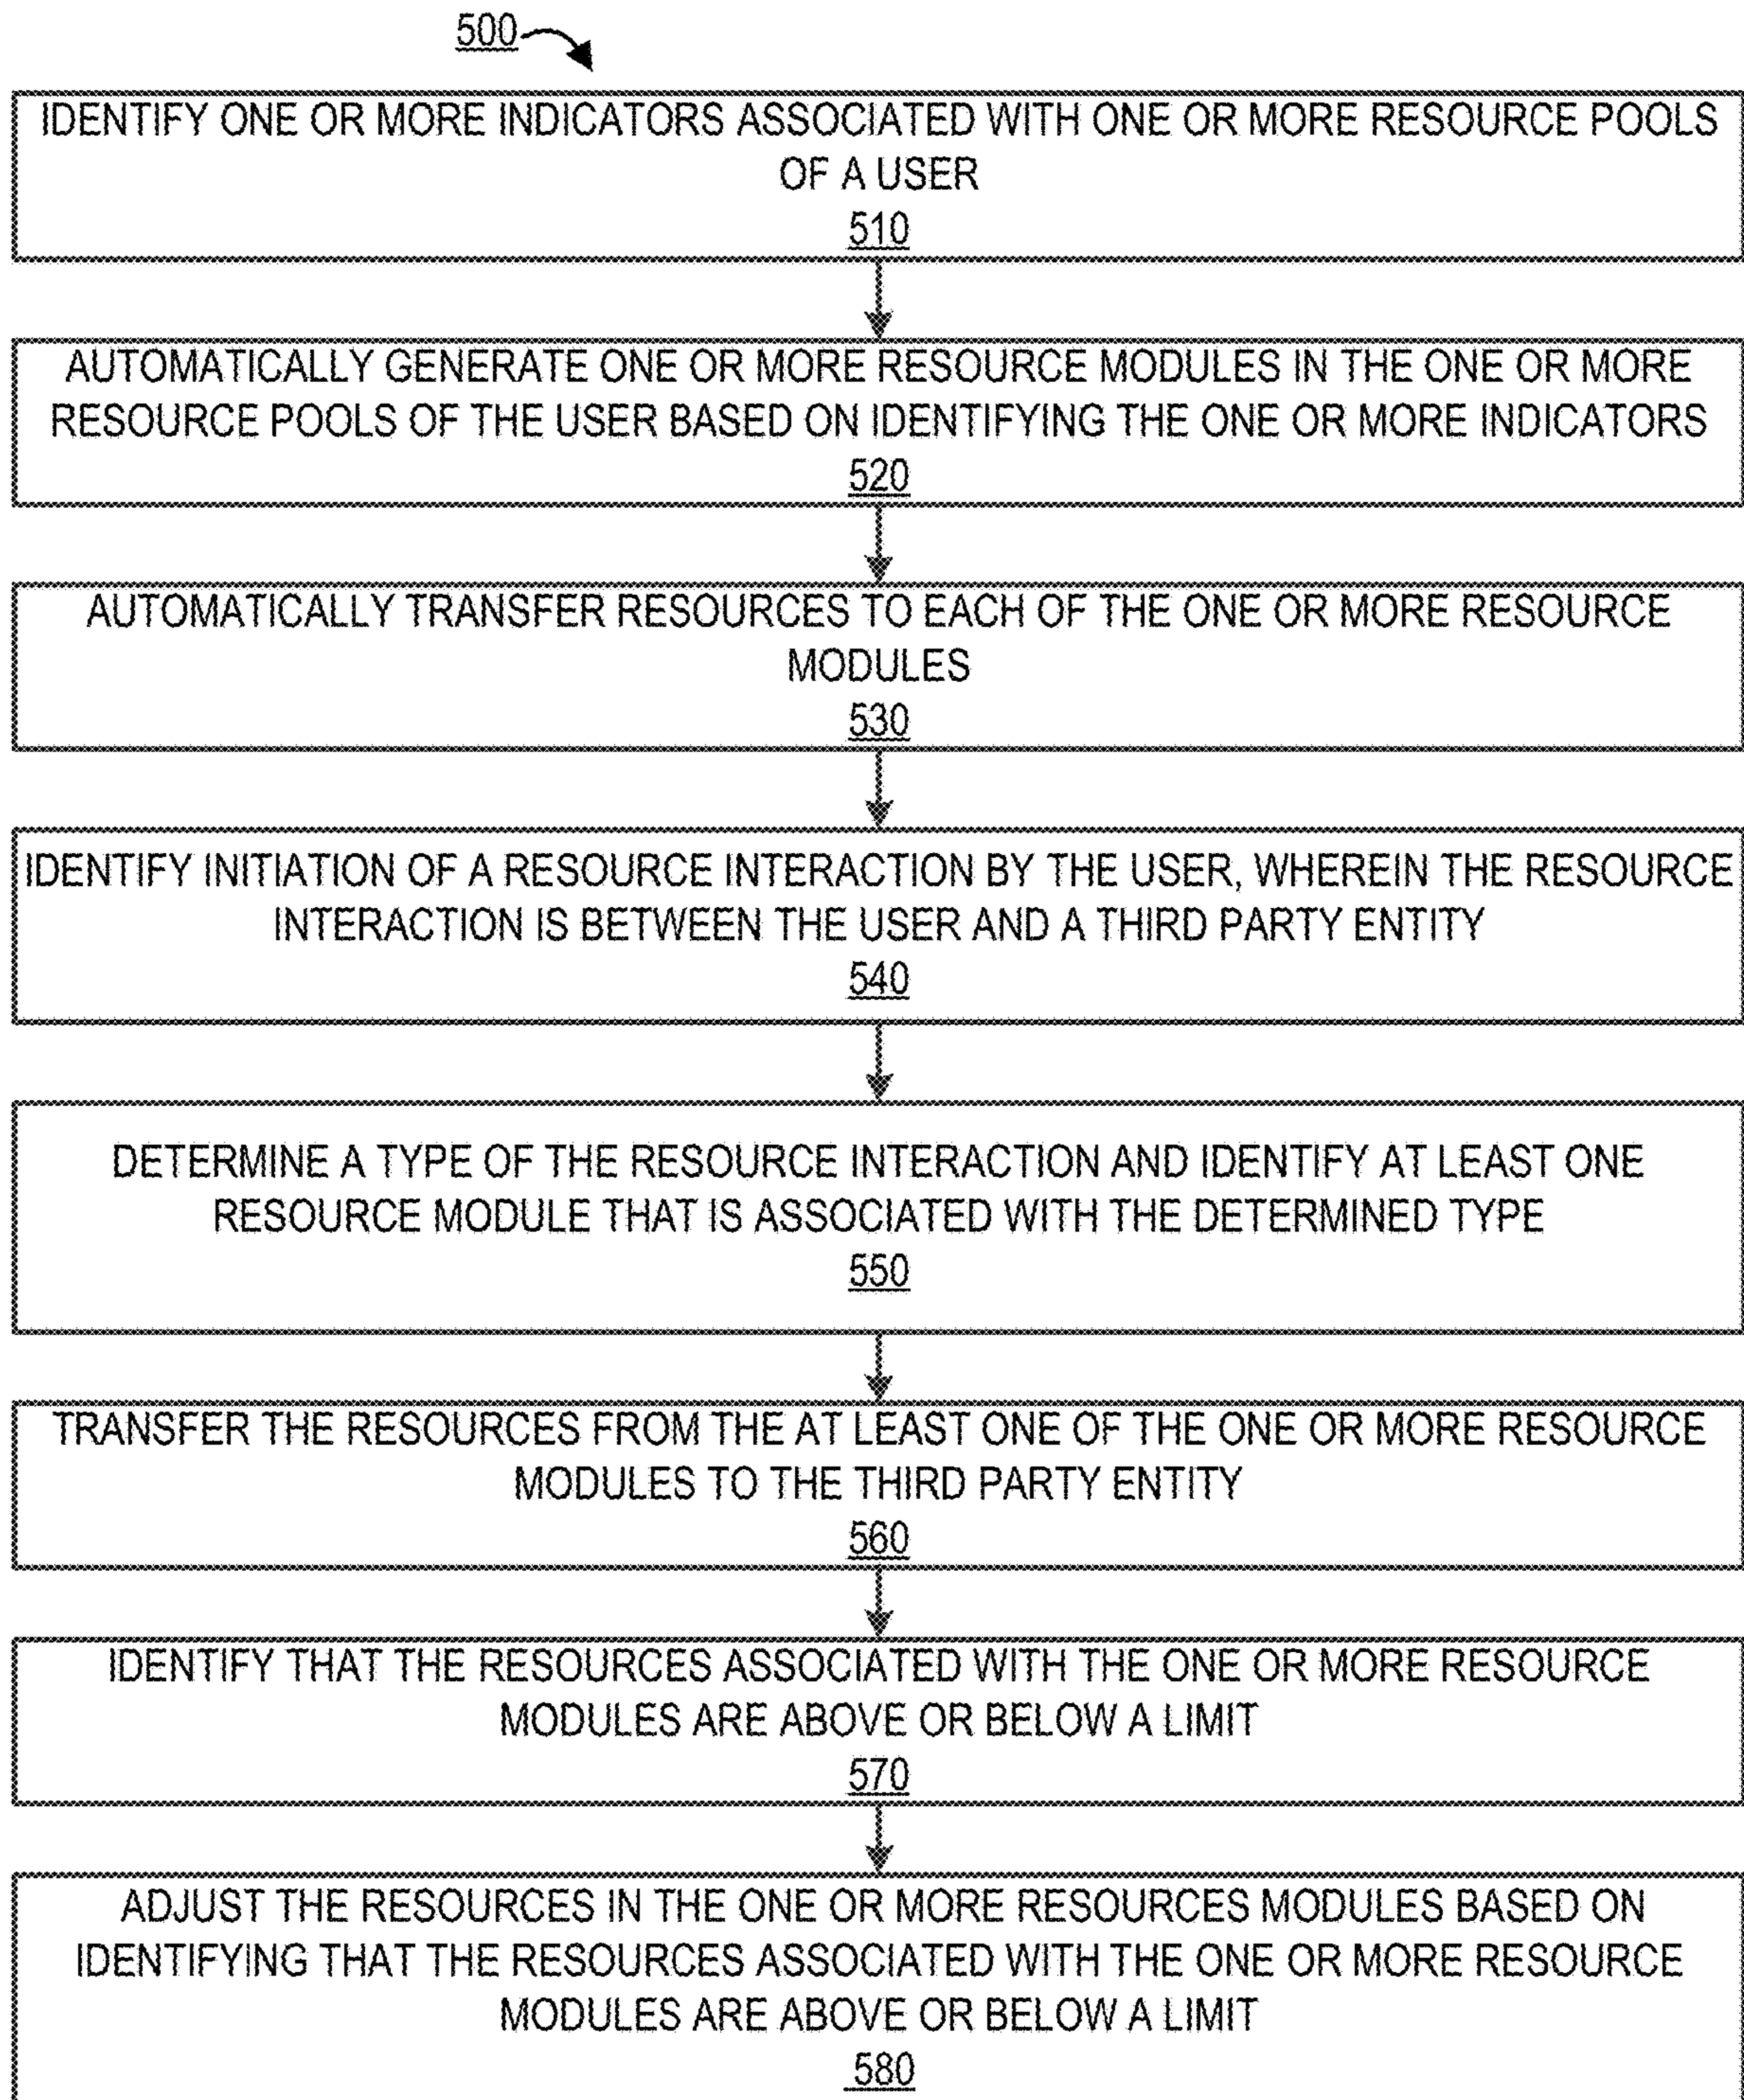 500
IDENTIFY ONE OR MORE INDICATORS ASSOCIATED WITH ONE OR MORE RESOURCE POOLS
OF A USER
510
AUTOMATICALLY GENERATE ONE OR MORE RESOURCE MODULES IN THE ONE OR MORE
RESOURCE POOLS OF THE USER BASED ON IDENTIFYING THE ONE OR MORE INDICATORS
520
AUTOMATICALLY TRANSFER RESOURCES TO EACH OF THE ONE OR MORE RESOURCE
MODULES
530
IDENTIFY INITIATION OF A RESOURCE INTERACTION BY THE USER, WHEREIN THE RESOURCE
INTERACTION IS BETWEEN THE USER AND A THIRD PARTY ENTITY
540
DETERMINE A TYPE OF THE RESOURCE INTERACTION AND IDENTIFY AT LEAST ONE
RESOURCE MODULE THAT IS ASSOCIATED WITH THE DETERMINED TYPE
550
TRANSFER THE RESOURCES FROM THE AT LEAST ONE OF THE ONE OR MORE RESOURCE
MODULES TO THE THIRD PARTY ENTITY
560
IDENTIFY THAT THE RESOURCES ASSOCIATED WITH THE ONE OR MORE RESOURCE
MODULES ARE ABOVE OR BELOW A LIMIT
570
ADJUST THE RESOURCES IN THE ONE OR MORE RESOURCES MODULES BASED ON
IDENTIFYING THAT THE RESOURCES ASSOCIATED WITH THE ONE OR MORE RESOURCE
MODULES ARE ABOVE OR BELOW A LIMIT
580